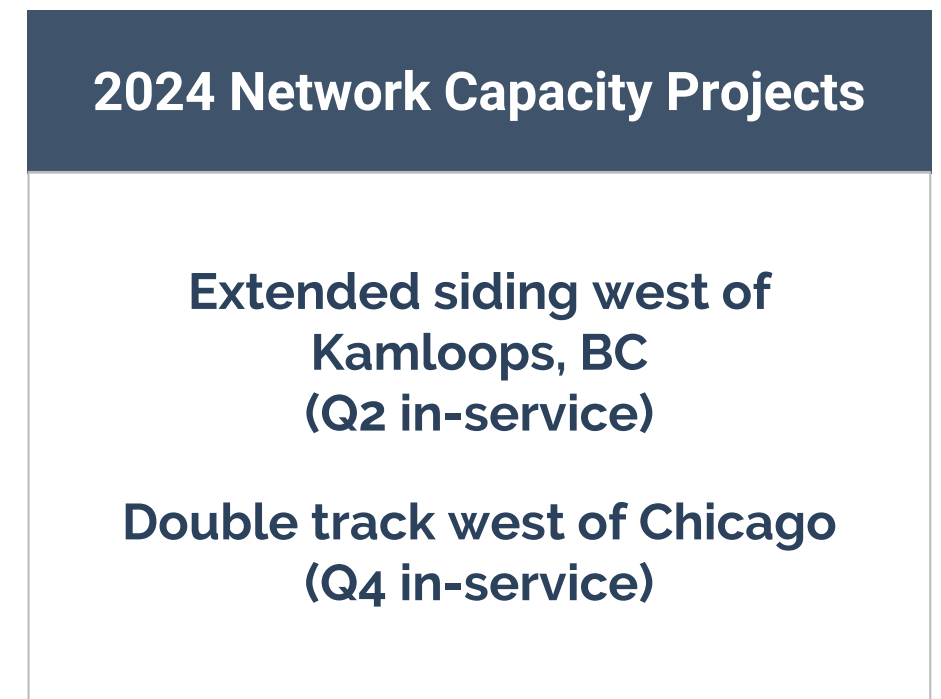 2024 Network Capacity Projects
Extended siding west of
Kamloops, BC
(Q2 in-service)
Double track west of Chicago
(Q4 in-service)